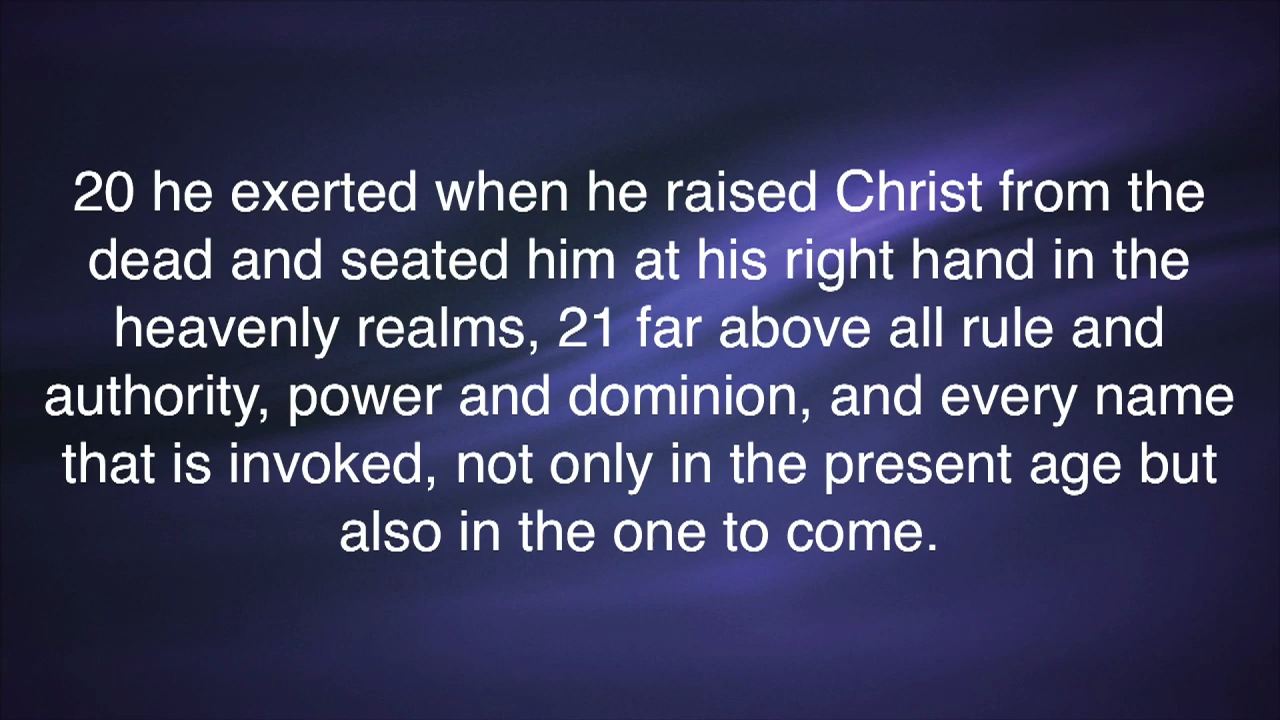 20 he exerted when he raised Christ from the
dead and seated him at his right hand in the
heavenly realms, 21 far above all rule and
authority, power and dominion, and every name
that is invoked, not only in the present age but
also in the one to come.